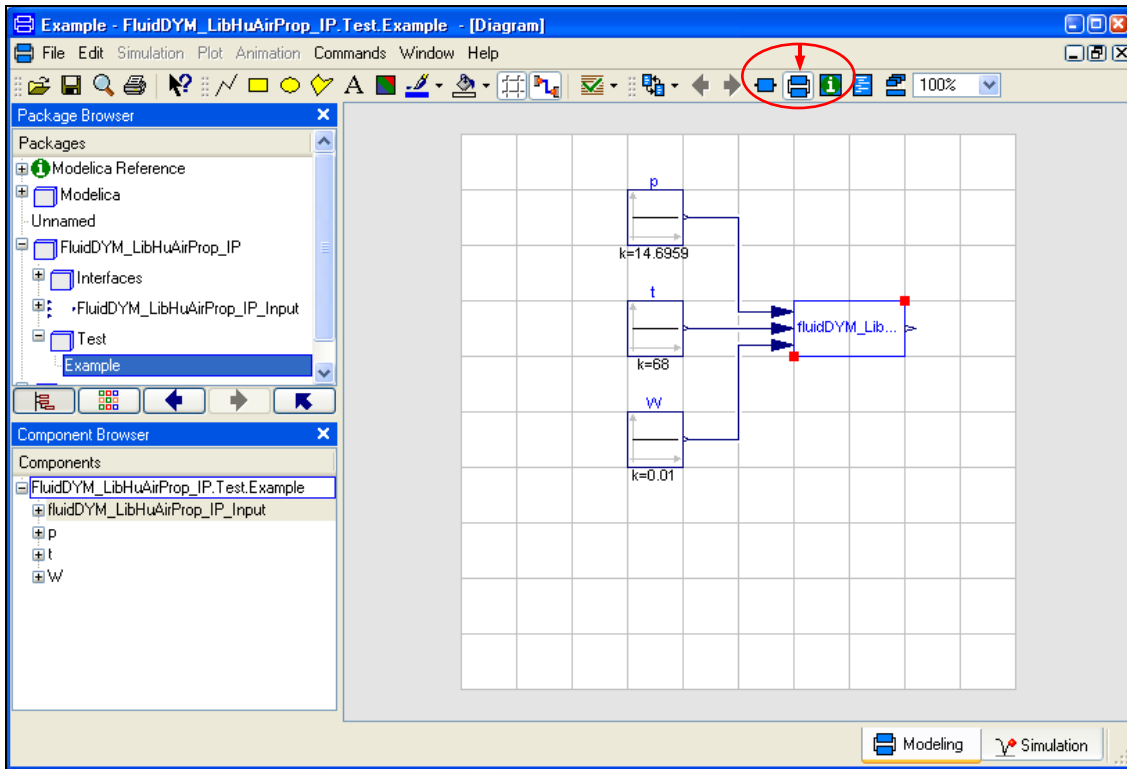 Example - FluidDYM_LibHuAirProp_IP.Test.Example - [Diagram]
File Edit Simulation Plot Animation Commands Window Help
A 100%
Package Browser
Packages
Modelica Reference
Modelica
Unnamed
FluidDYM_LibHuAirProp_IP
Interfaces
FluidDYM_LibHuAirProp_IP_Input
Test
Example
Component Browser
Components
FluidDYM_LibHuAirProp_IP.Test.Example
fluidDYM_LibHuAirProp_IP_Input
p
t
W
p
k=14.6959
t
k=68
W
k=0.01
fluidDYM_Lib...
Modeling Simulation